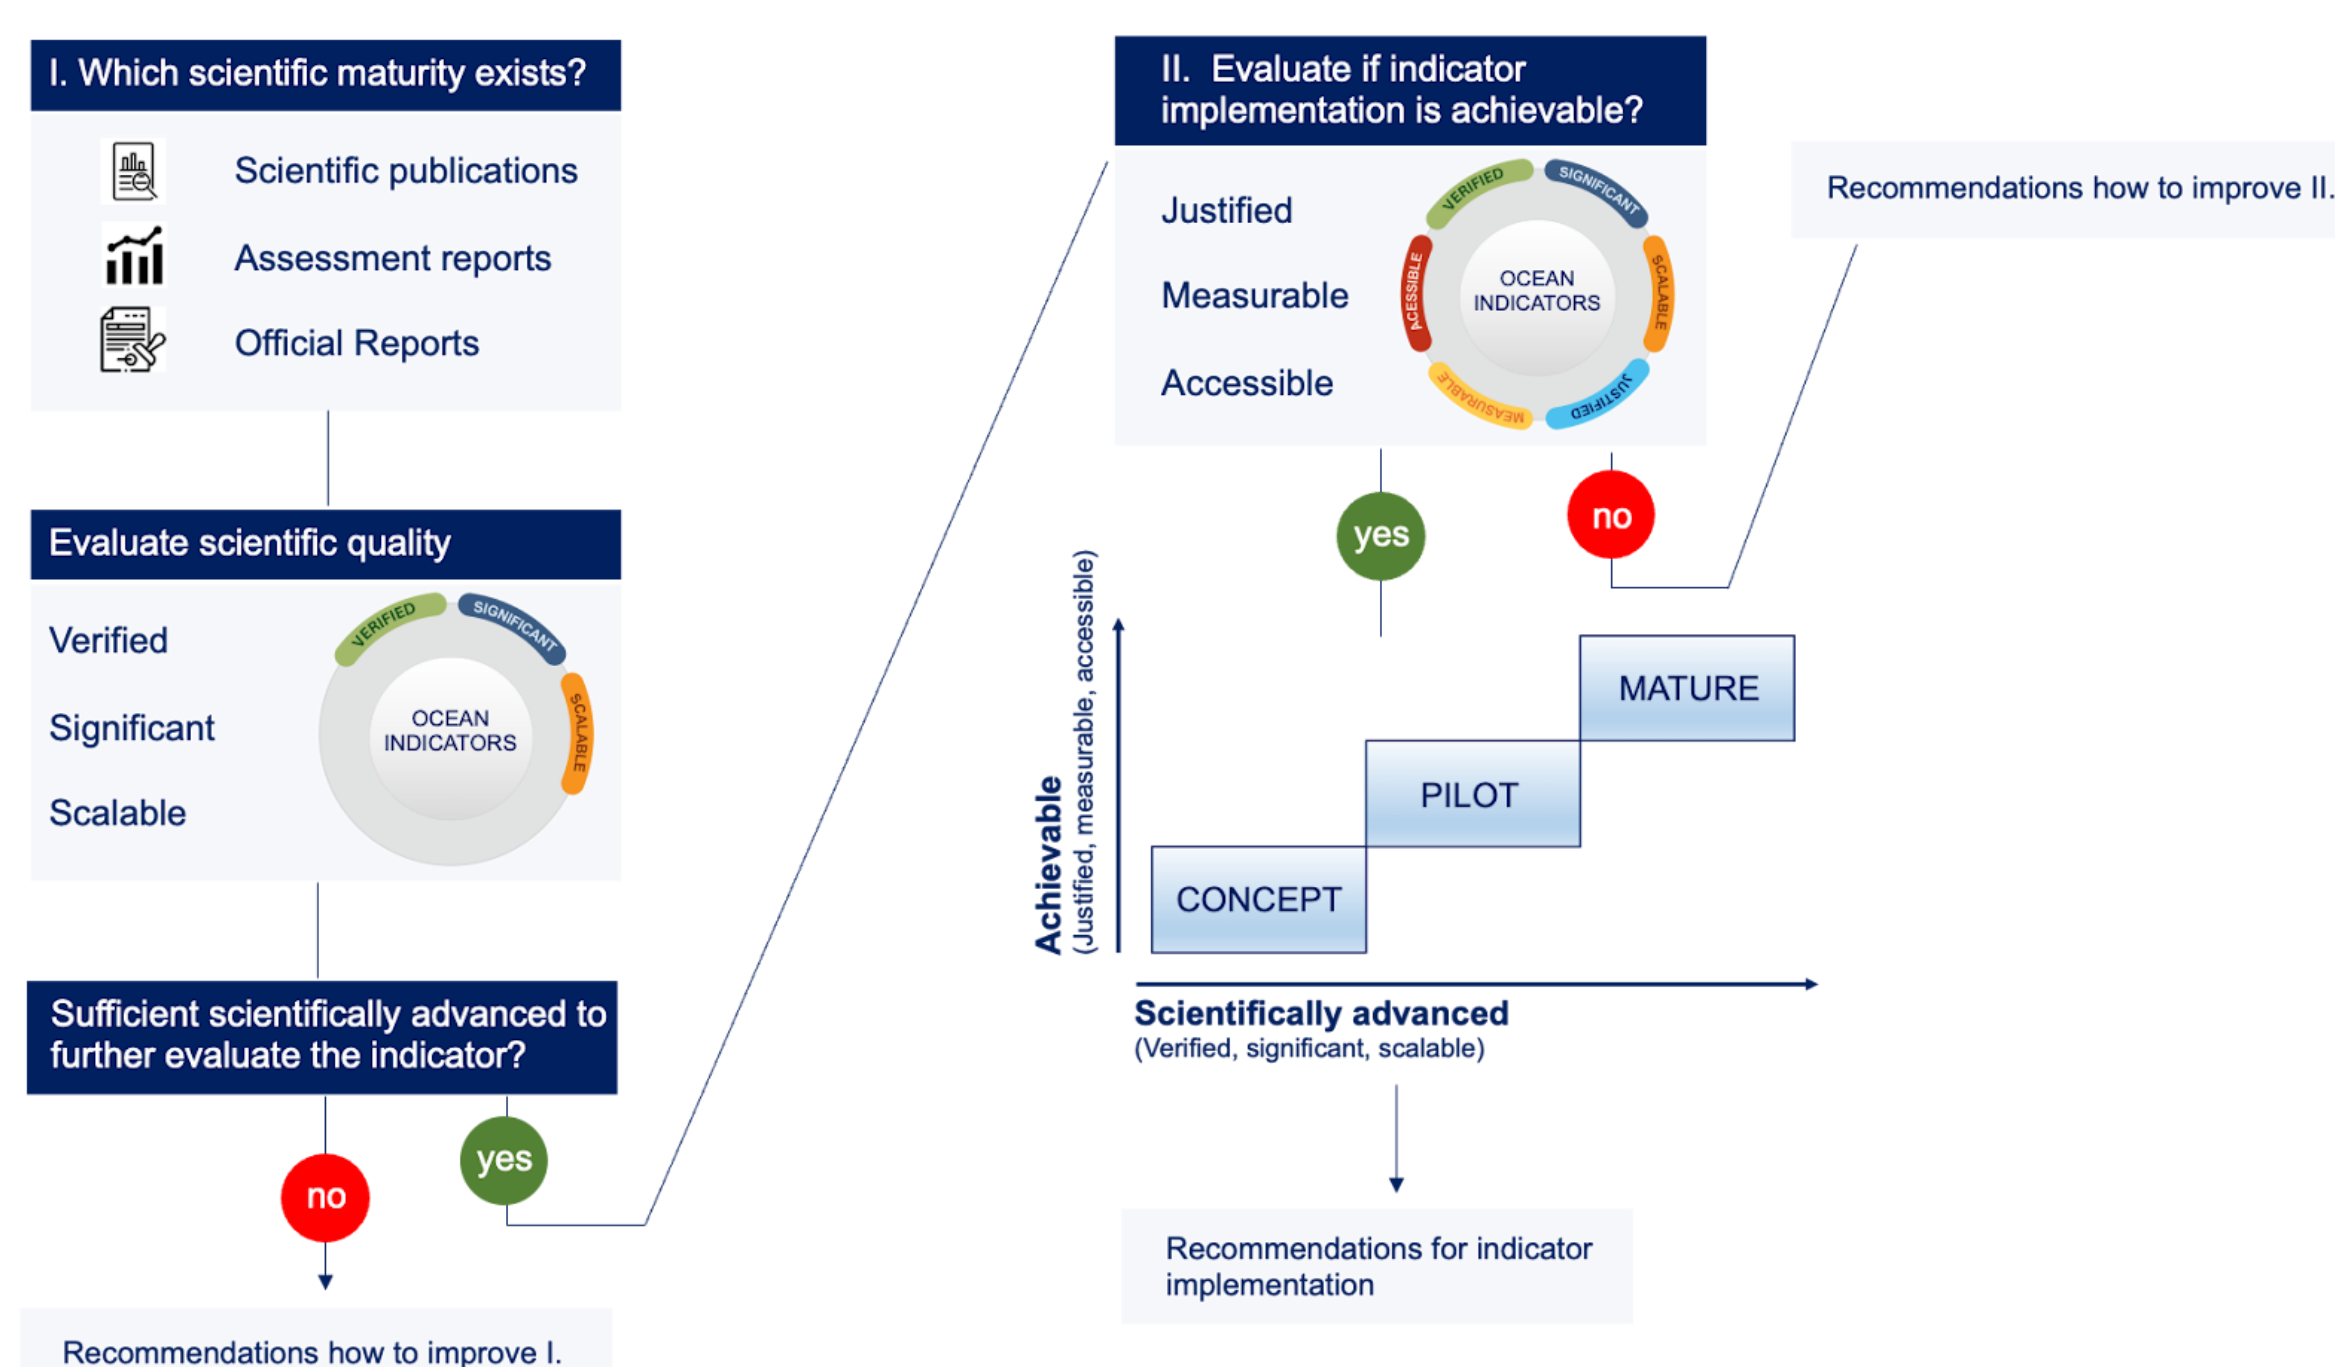 I. Which scientific maturity exists?
Scientific publications
Assessment reports
Official Reports
Evaluate scientific quality
Verified
Significant
Scalable
VERIFIED
SIGNIFICANT
SCALABLE
OCEAN
INDICATORS
Sufficient scientifically advanced to
further evaluate the indicator?
no
yes
Recommendations how to improve I.
II. Evaluate if indicator
implementation is achievable?
Justified
Measurable
Accessible
VERIFIED
SIGNIFICANT
SCALABLE
JUSTIFIED
MEASURABLE
ACESSIBLE
OCEAN
INDICATORS
yes
no
Recommendations how to improve II.
Achievable
(Justified, measurable, accessible)
MATURE
PILOT
CONCEPT
Scientifically advanced
(Verified, significant, scalable)
Recommendations for indicator
implementation